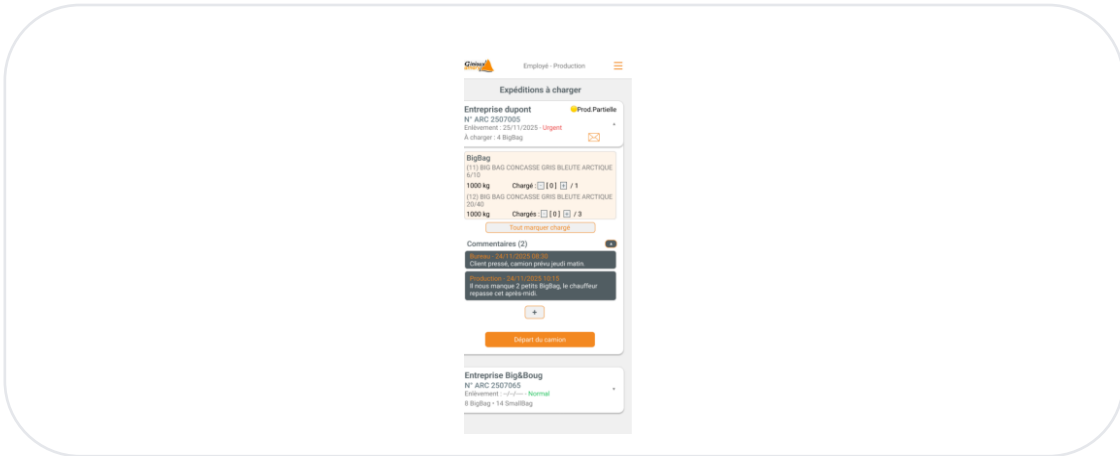 Employé - Production
Expéditions à charger
Entreprise dupont
Prod.Partielle
N° ARC 2507005
Enlèvement : 25/11/2025 - Urgent
À charger : 4 BigBag
BigBag
(11) BIG BAG CONCASSE GRIS BLEUTE ARCTIQUE
6/10
1000 kg Chargé : - [ 0 ] + / 1
(12) BIG BAG CONCASSE GRIS BLEUTE ARCTIQUE
20/40
1000 kg Chargés : - [ 0 ] + / 3
Tout marquer chargé
Commentaires (2)
Bureau - 24/11/2025 08:30
Client pressé, camion prévu jeudi matin.
Production - 24/11/2025 10:15
Il nous manque 2 petits BigBag, le chauffeur
repasse cet après-midi.
+
Départ du camion
Entreprise Big&Boug
N° ARC 2507065
Enlèvement : --/--/---- - Normal
8 BigBag • 14 SmallBag